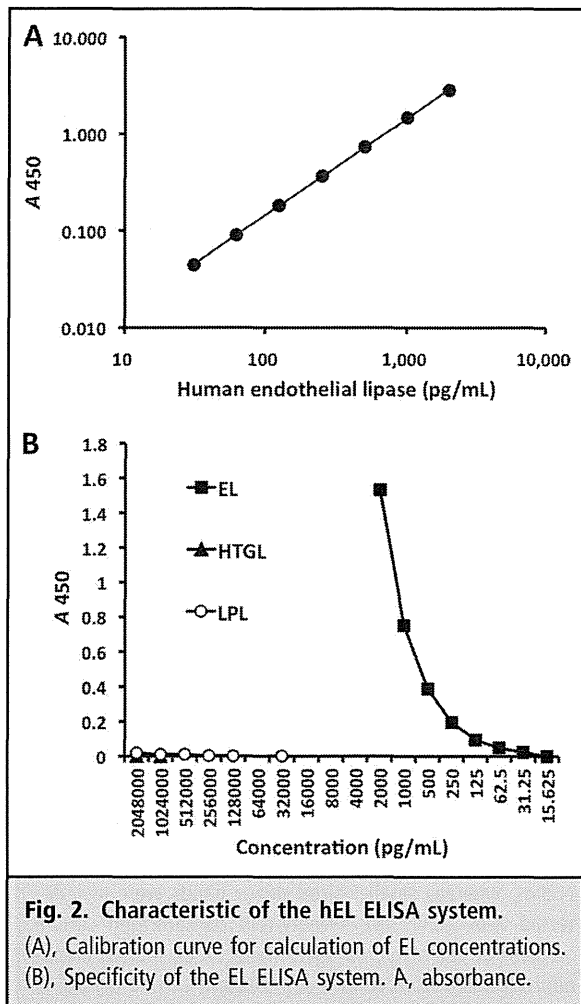 A
10.000
1.000
0.100
0.010
A 450
10 100 1,000 10,000
Human endothelial lipase (pg/mL)
B
1.8
1.6
1.4
1.2
1
0.8
0.6
0.4
0.2
0
A 450
EL
HTGL
LPL
2048000 1024000 512000 256000 128000 64000 32000 16000 8000 4000 2000 1000 500 250 125 62.5 31.25 15.625
Concentration (pg/mL)
Fig. 2. Characteristic of the hEL ELISA system.
(A), Calibration curve for calculation of EL concentrations.
(B), Specificity of the EL ELISA system. A, absorbance.